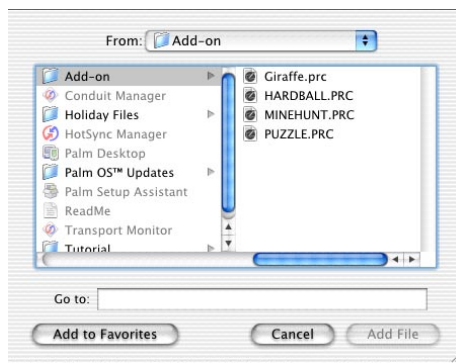 From: Add-on
Add-on
Conduit Manager
Holiday Files
HotSync Manager
Palm Desktop
Palm OS™ Updates
Palm Setup Assistant
ReadMe
Transport Monitor
Tutorial
Giraffe.prc
HARDBALL.PRC
MINEHUNT.PRC
PUZZLE.PRC
Go to:
Add to Favorites Cancel Add File